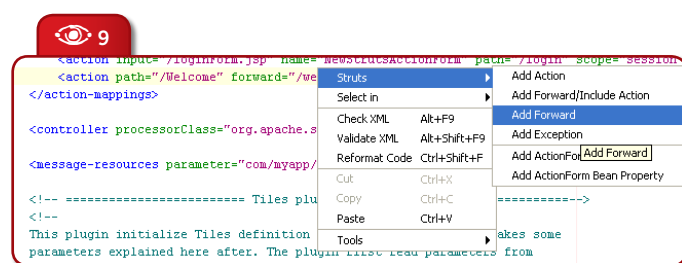 9
<action input="/loginForm.jsp" name="NewStrutsActionForm" path="/login" scope="session"
<action path="/Welcome" forward="/we
</action-mappings>
<controller processorClass="org.apache.s
<message-resources parameter="com/myapp/
<!-- ======================== Tiles plu
===========-->
<!--
This plugin initialize Tiles definition
akes some
parameters explained here after. The plugin first read parameters from
Struts
Select in
Check XML Alt+F9
Validate XML Alt+Shift+F9
Reformat Code Ctrl+Shift+F
Cut Ctrl+X
Copy Ctrl+C
Paste Ctrl+V
Tools
Add Action
Add Forward/Include Action
Add Forward
Add Exception
Add ActionFor
Add Forward
Add ActionForm Bean Property